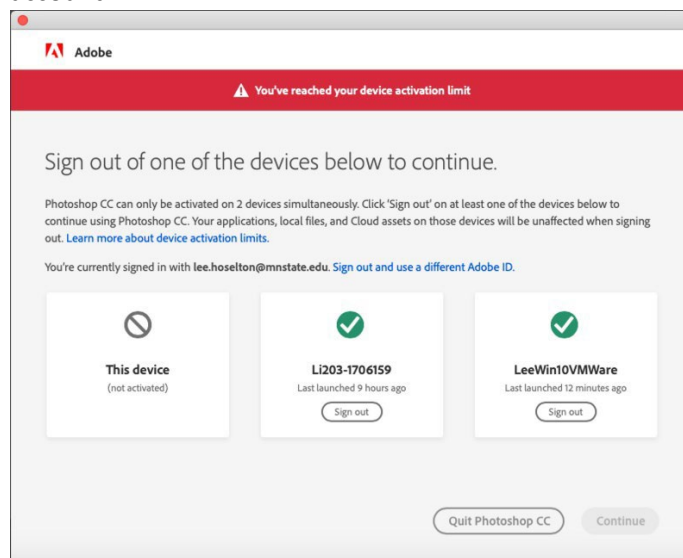 Adobe
You've reached your device activation limit
Sign out of one of the devices below to continue.
Photoshop CC can only be activated on 2 devices simultaneously. Click 'Sign out' on at least one of the devices below to
continue using Photoshop CC. Your applications, local files, and Cloud assets on those devices will be unaffected when signing
out. Learn more about device activation limits.
You're currently signed in with lee.hoselton@mnstate.edu. Sign out and use a different Adobe ID.
This device
(not activated)
Li203-1706159
Last launched 9 hours ago
Sign out
LeeWin10VMWare
Last launched 12 minutes ago
Sign out
Quit Photoshop CC
Continue